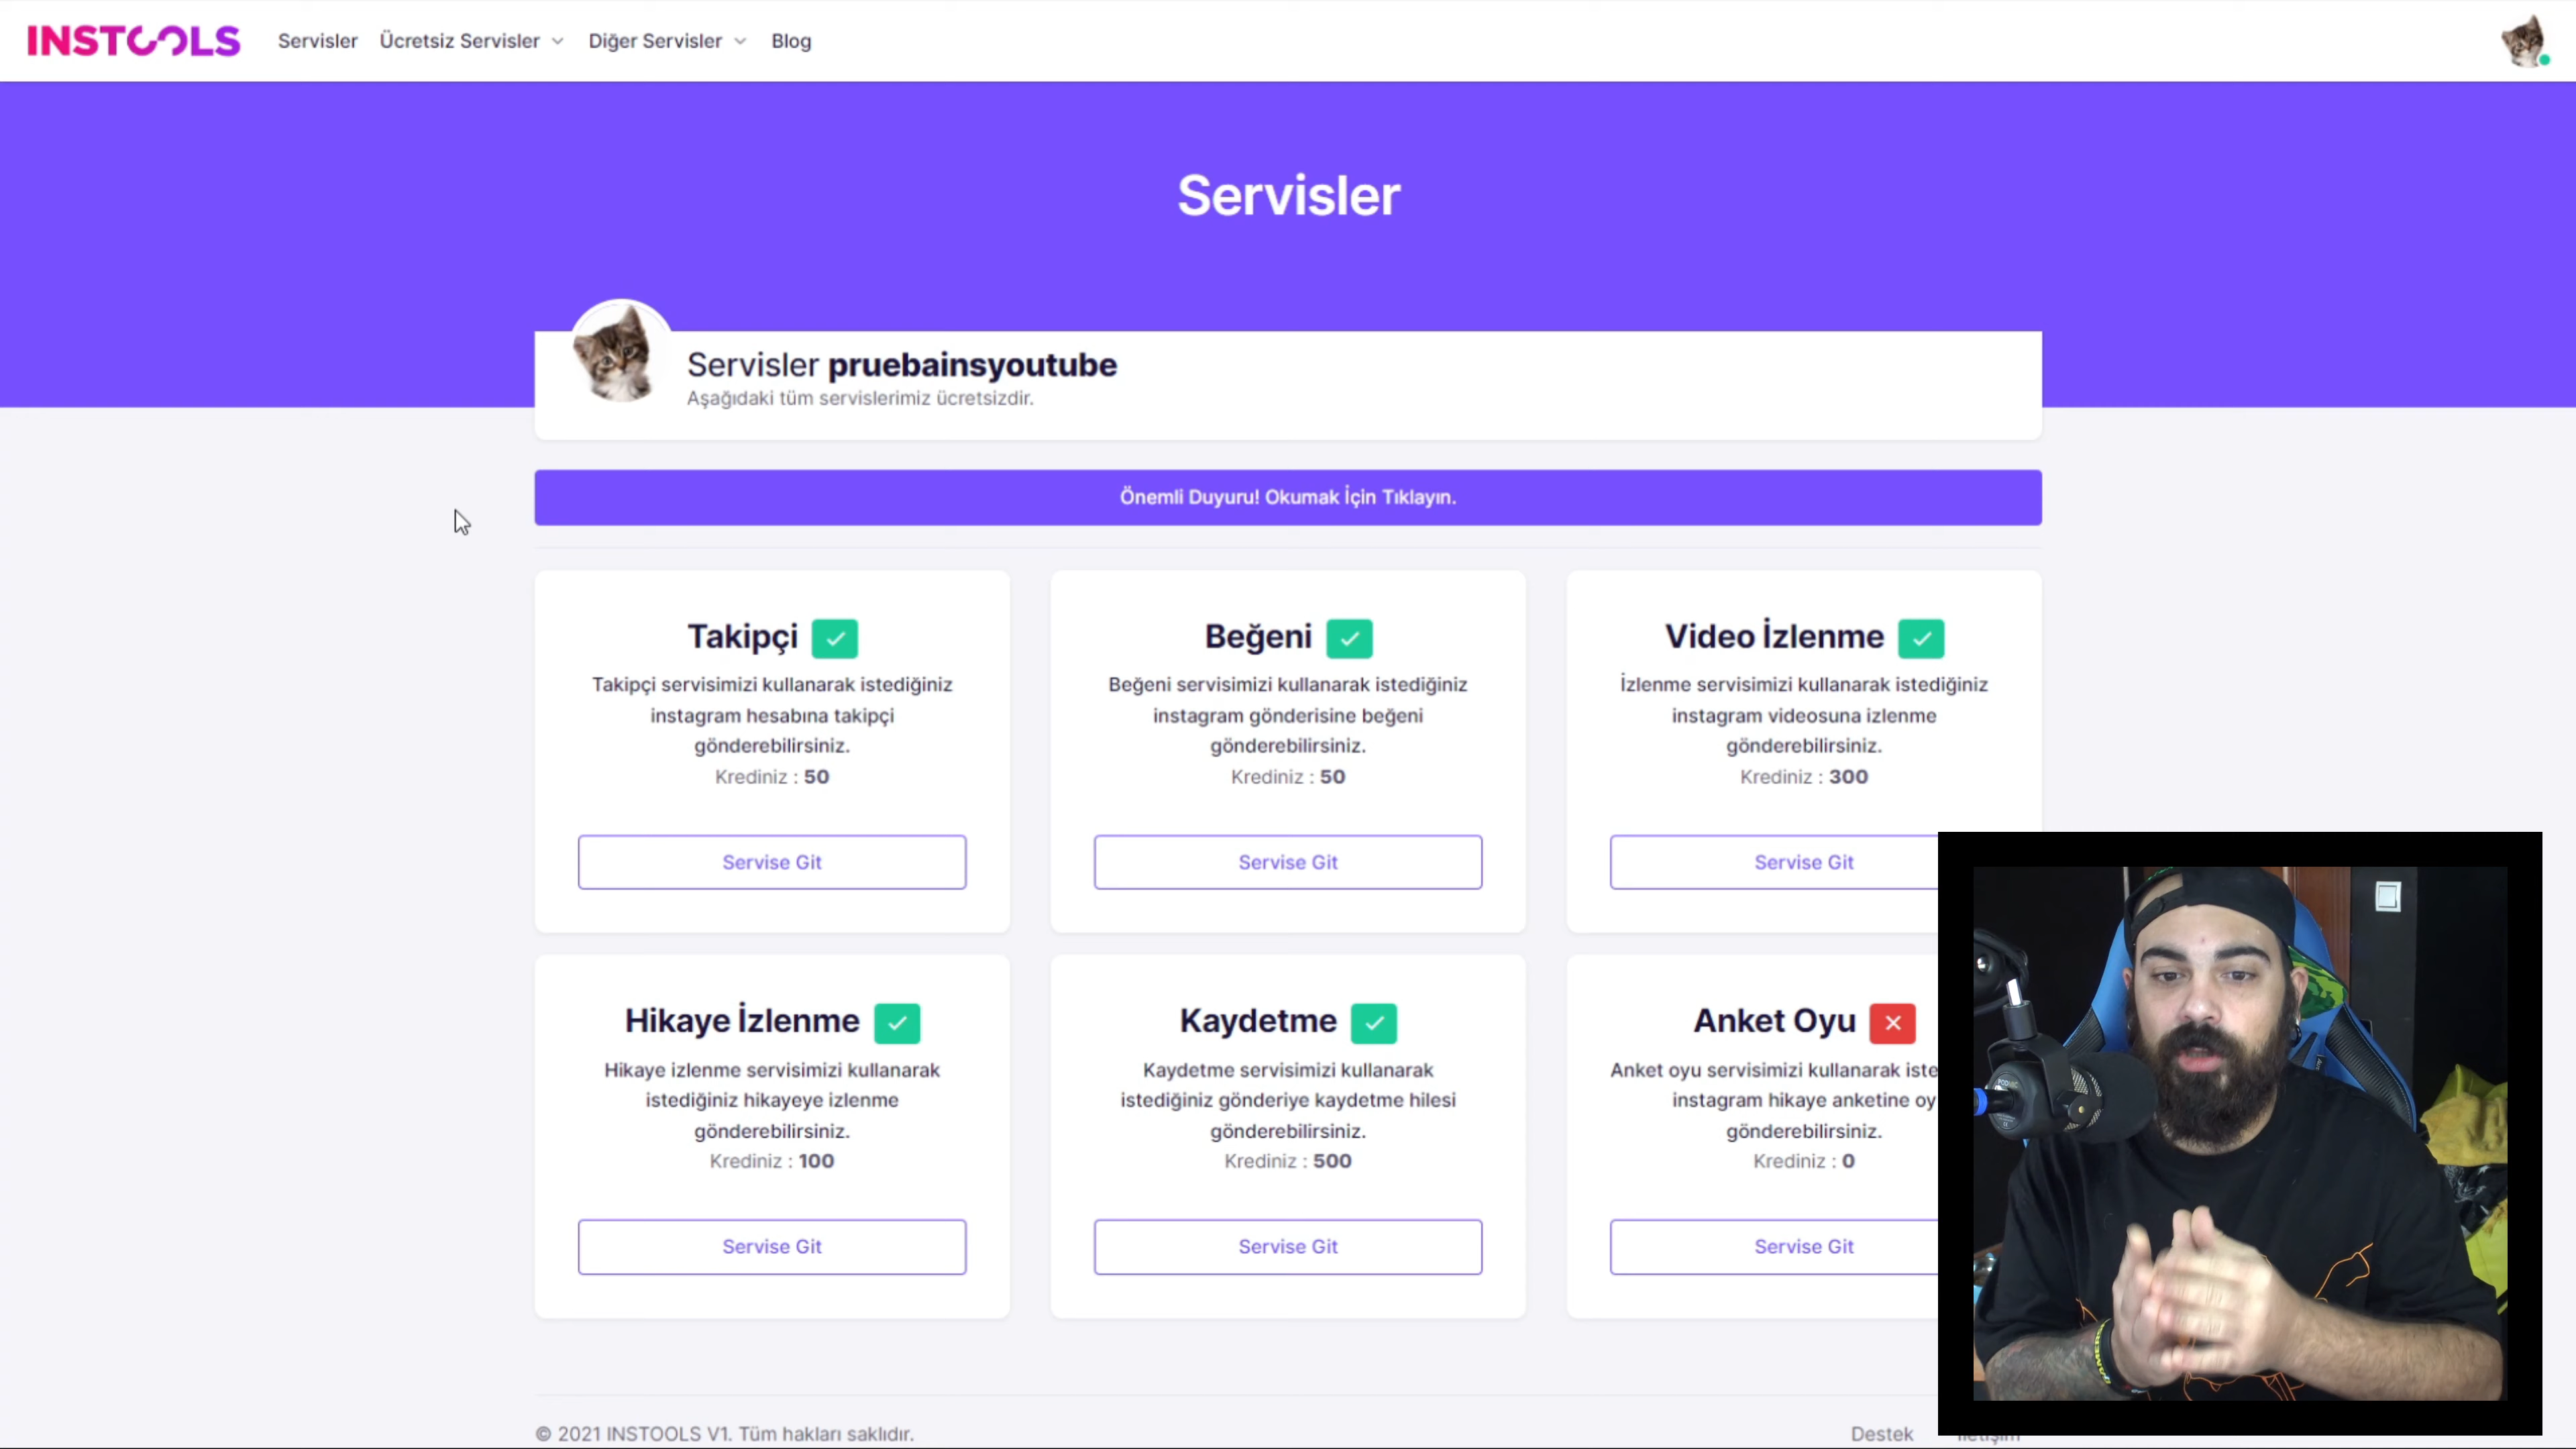 INSTOOLS
Servisler Ücretsiz Servisler Diğer Servisler Blog
Servisler
Servisler pruebainsyoutube
Aşağıdaki tüm servislerimiz ücretsizdir.
Önemli Duyuru! Okumak İçin Tıklayın.
Takipçi
Takipçi servisimizi kullanarak istediğiniz
instagram hesabına takipçi
gönderebilirsiniz.
Krediniz : 50
Servise Git
Beğeni
Beğeni servisimizi kullanarak istediğiniz
instagram gönderisine beğeni
gönderebilirsiniz.
Krediniz : 50
Servise Git
Video İzlenme
İzlenme servisimizi kullanarak istediğiniz
instagram videosuna izlenme
gönderebilirsiniz.
Krediniz : 300
Servise Git
Hikaye İzlenme
Hikaye izlenme servisimizi kullanarak
istediğiniz hikayeye izlenme
gönderebilirsiniz.
Krediniz : 100
Servise Git
Kaydetme
Kaydetme servisimizi kullanarak
istediğiniz gönderiye kaydetme hilesi
gönderebilirsiniz.
Krediniz : 500
Servise Git
Anket Oyu
Anket oyu servisimizi kullanarak iste
instagram hikaye anketine oy
gönderebilirsiniz.
Krediniz : 0
Servise Git
© 2021 INSTOOLS V1. Tüm hakları saklıdır.
Destek